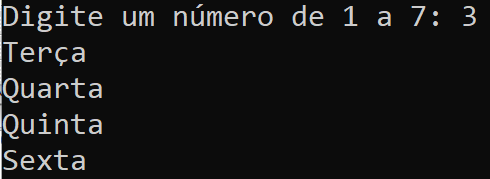 Digite um número de 1 a 7: 3
Terça
Quarta
Quinta
Sexta